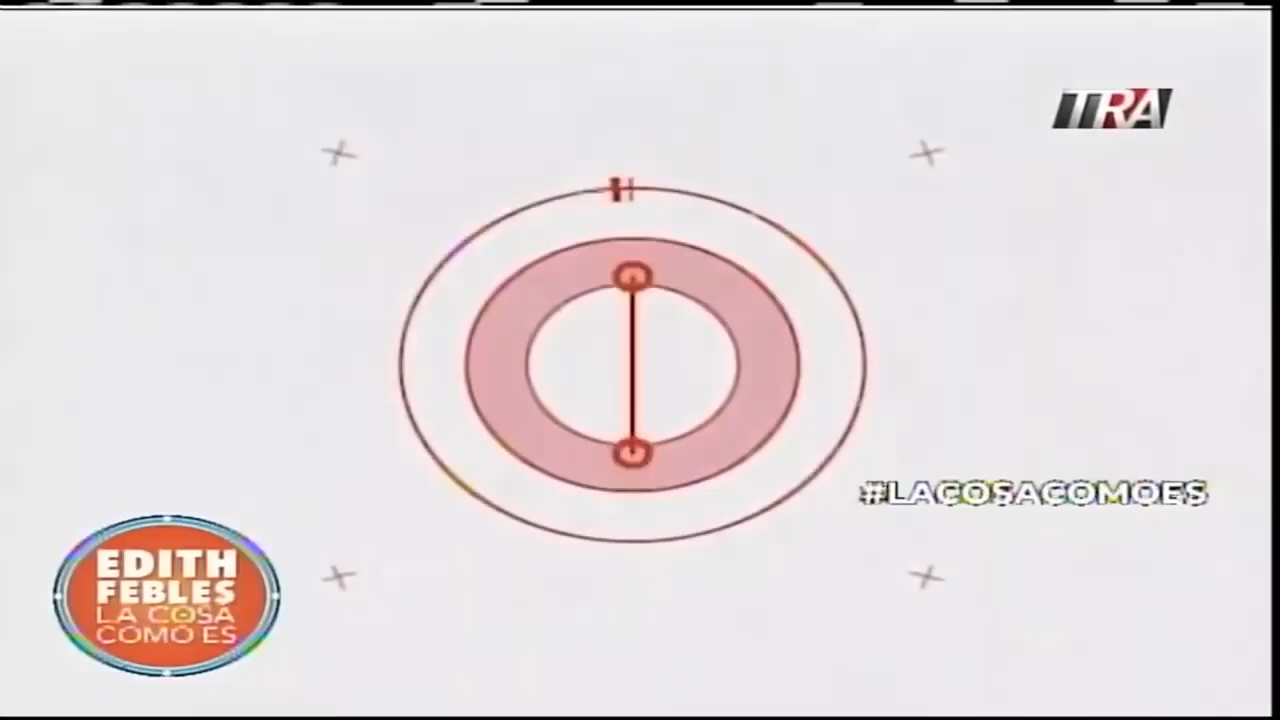 TRA
#LACOSACOMOES
EDITH
FEBLES
LA COSA
COMO ES